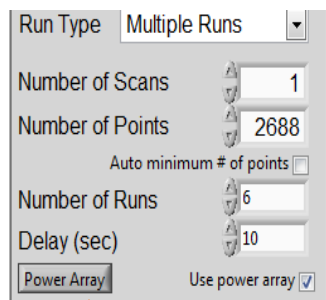 Run Type Multiple Runs
Number of Scans 1
Number of Points 2688
Auto minimum # of points
Number of Runs 6
Delay (sec) 10
Power Array Use power array